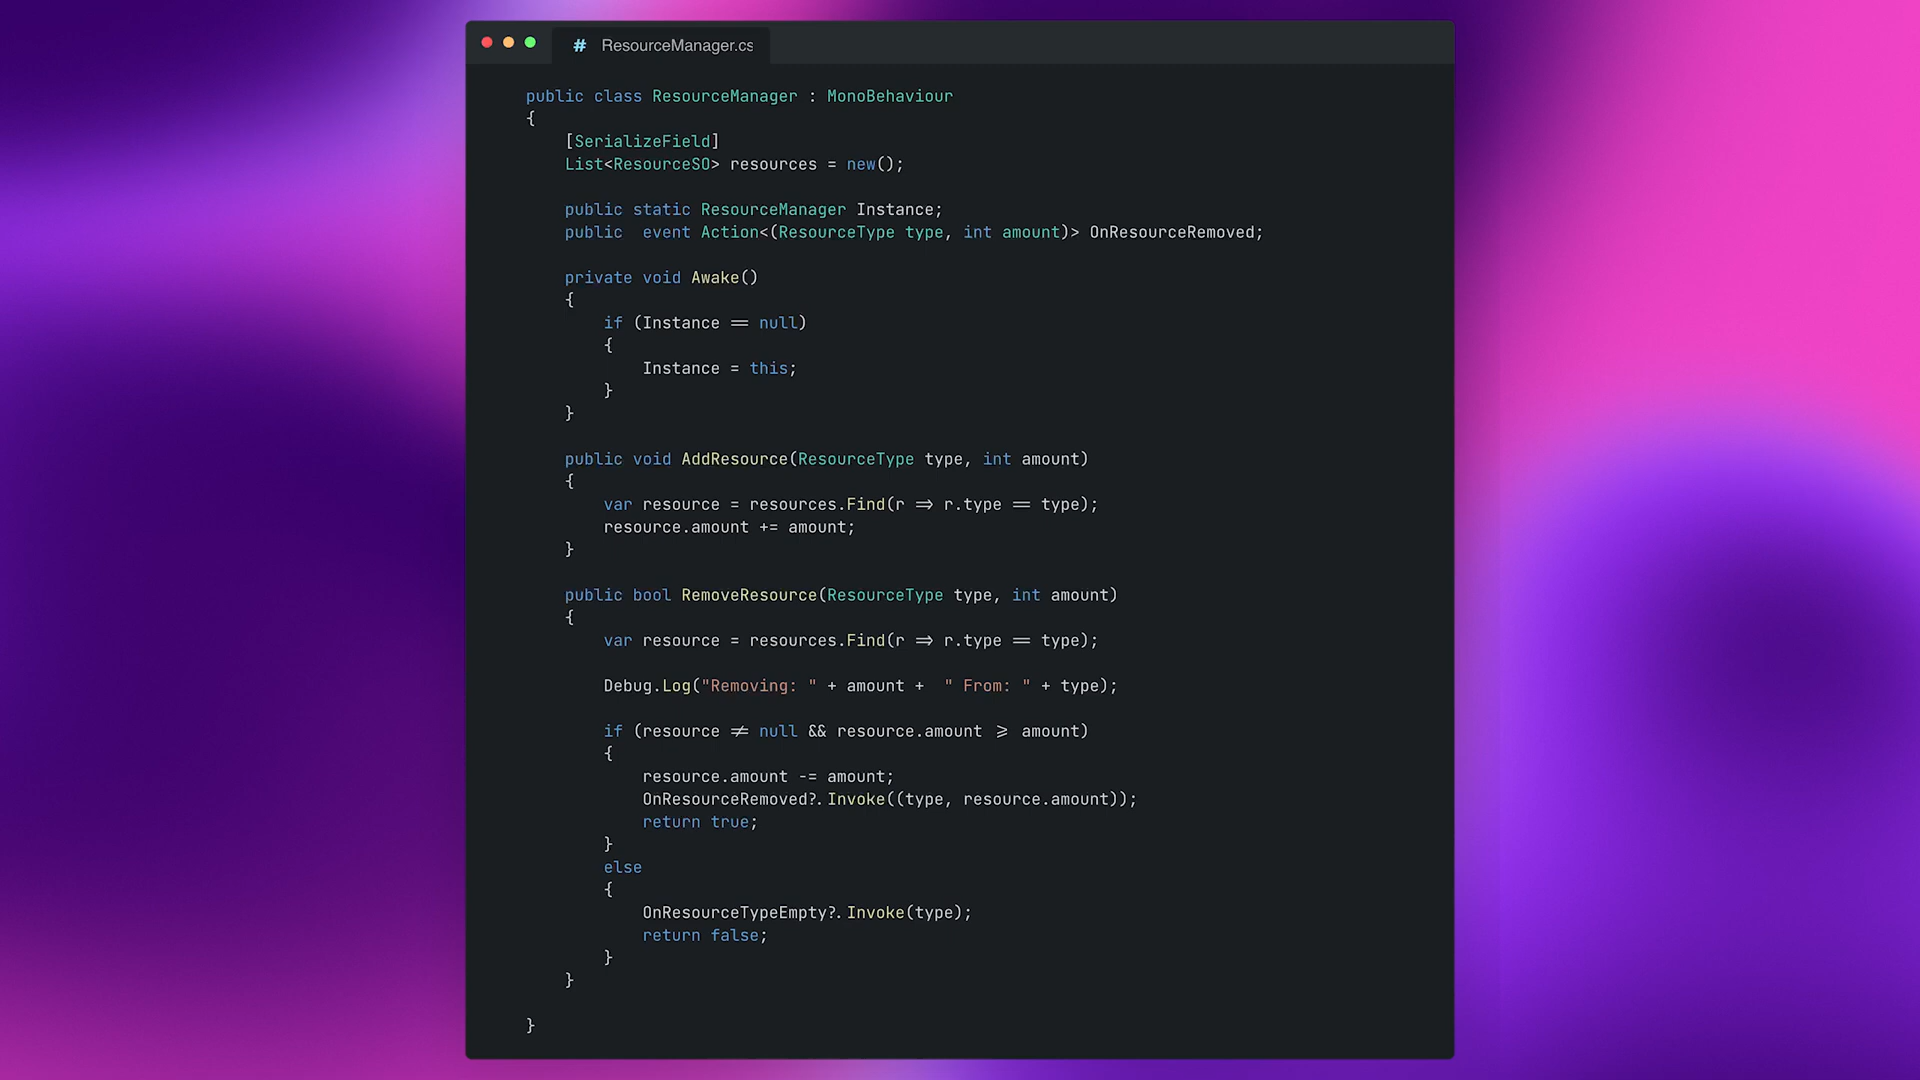 # ResourceManager.cs
public class ResourceManager : MonoBehaviour
{
[SerializeField]
List<ResourceSO> resources = new();
public static ResourceManager Instance;
public  event Action<(ResourceType type, int amount)> OnResourceRemoved;
private void Awake()
{
if (Instance == null)
{
Instance = this;
}
}
public void AddResource(ResourceType type, int amount)
{
var resource = resources.Find(r => r.type == type);
resource.amount += amount;
}
public bool RemoveResource(ResourceType type, int amount)
{
var resource = resources.Find(r => r.type == type);
Debug.Log("Removing: " + amount +  " From: " + type);
if (resource != null && resource.amount >= amount)
{
resource.amount -= amount;
OnResourceRemoved?.Invoke((type, resource.amount));
return true;
}
else
{
OnResourceTypeEmpty?.Invoke(type);
return false;
}
}
}